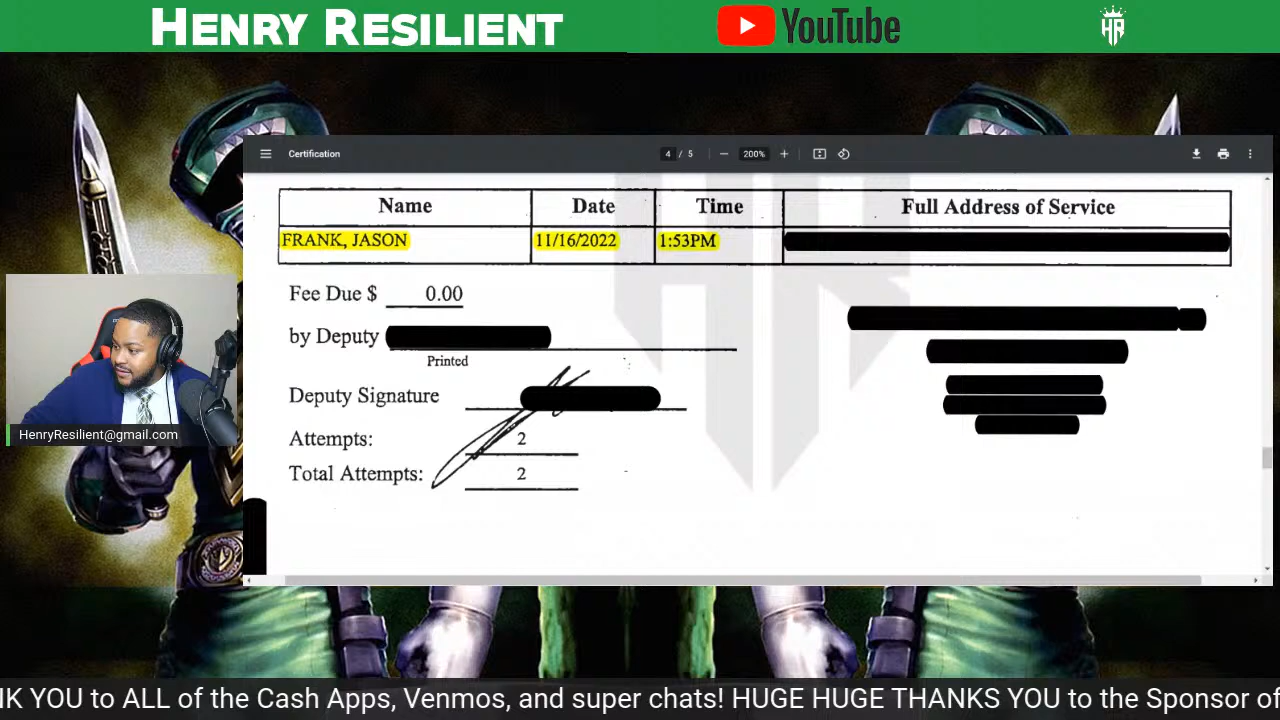 HENRY RESILIENT
YouTube
HR
Certification
4 / 5
200%
Name Date Time Full Address of Service
FRANK, JASON 11/16/2022 1:53PM
Fee Due $ 0.00
by Deputy
Printed
Deputy Signature
Attempts: 2
Total Attempts: 2
HenryResilient@gmail.com
NK YOU to ALL of the Cash Apps, Venmos, and super chats! HUGE HUGE THANKS YOU to the Sponsor of